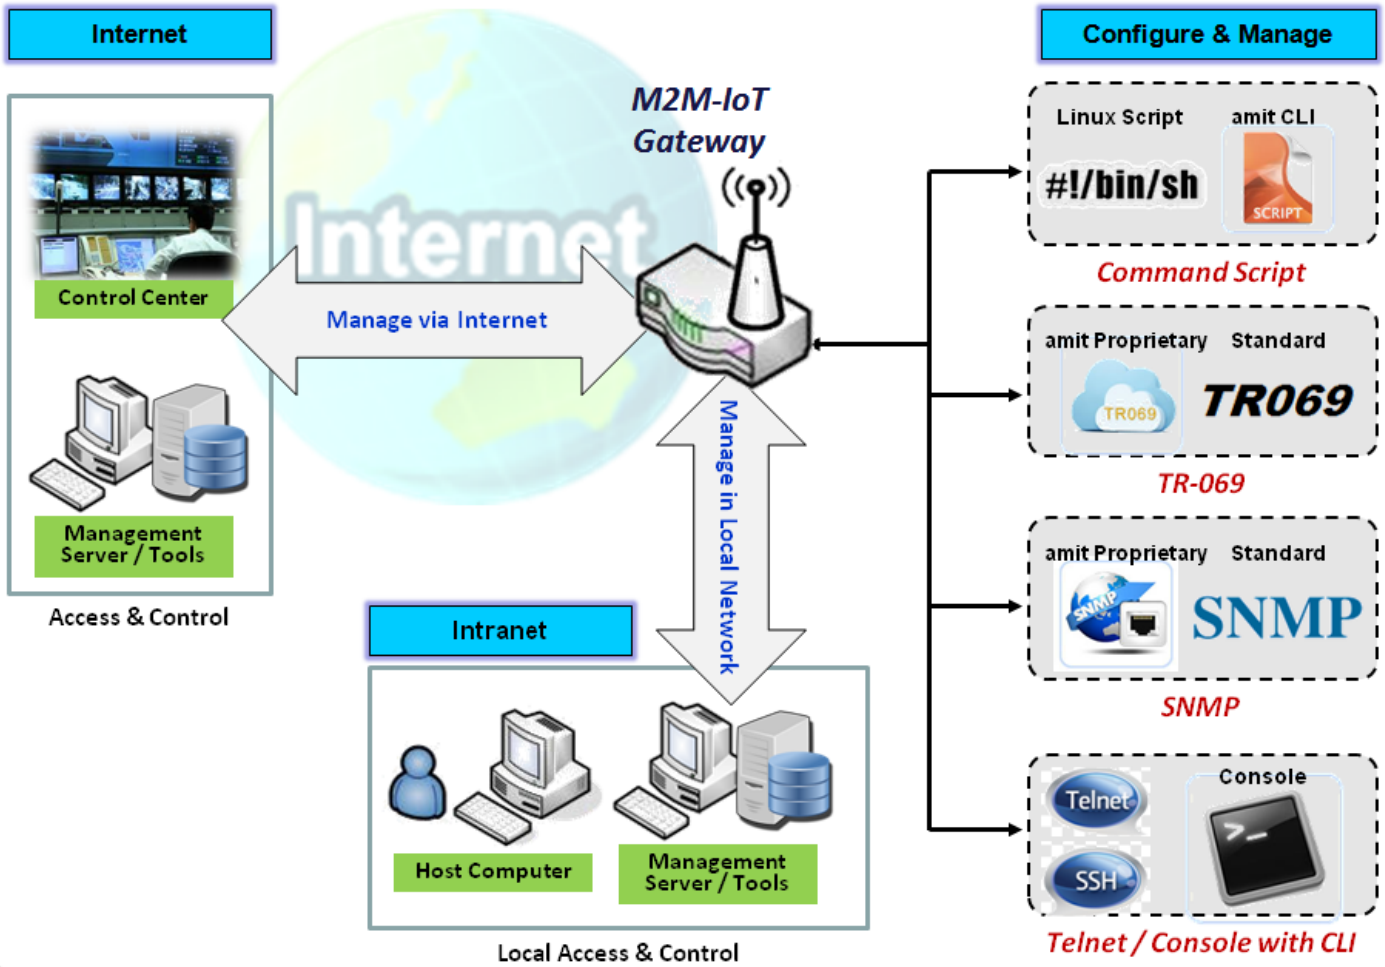 Internet
Configure & Manage
M2M-IoT
Gateway
Internet
Control Center
Manage via Internet
Management
Server / Tools
Access & Control
Manage in Local Network
Intranet
Host Computer
Management
Server / Tools
Local Access & Control
Linux Script
amit CLI
#!/bin/sh
SCRIPT
Command Script
amit Proprietary
Standard
TR069
TR069
TR-069
amit Proprietary
Standard
SNMP
SNMP
SNMP
Telnet
Console
>_
SSH
Telnet / Console with CLI